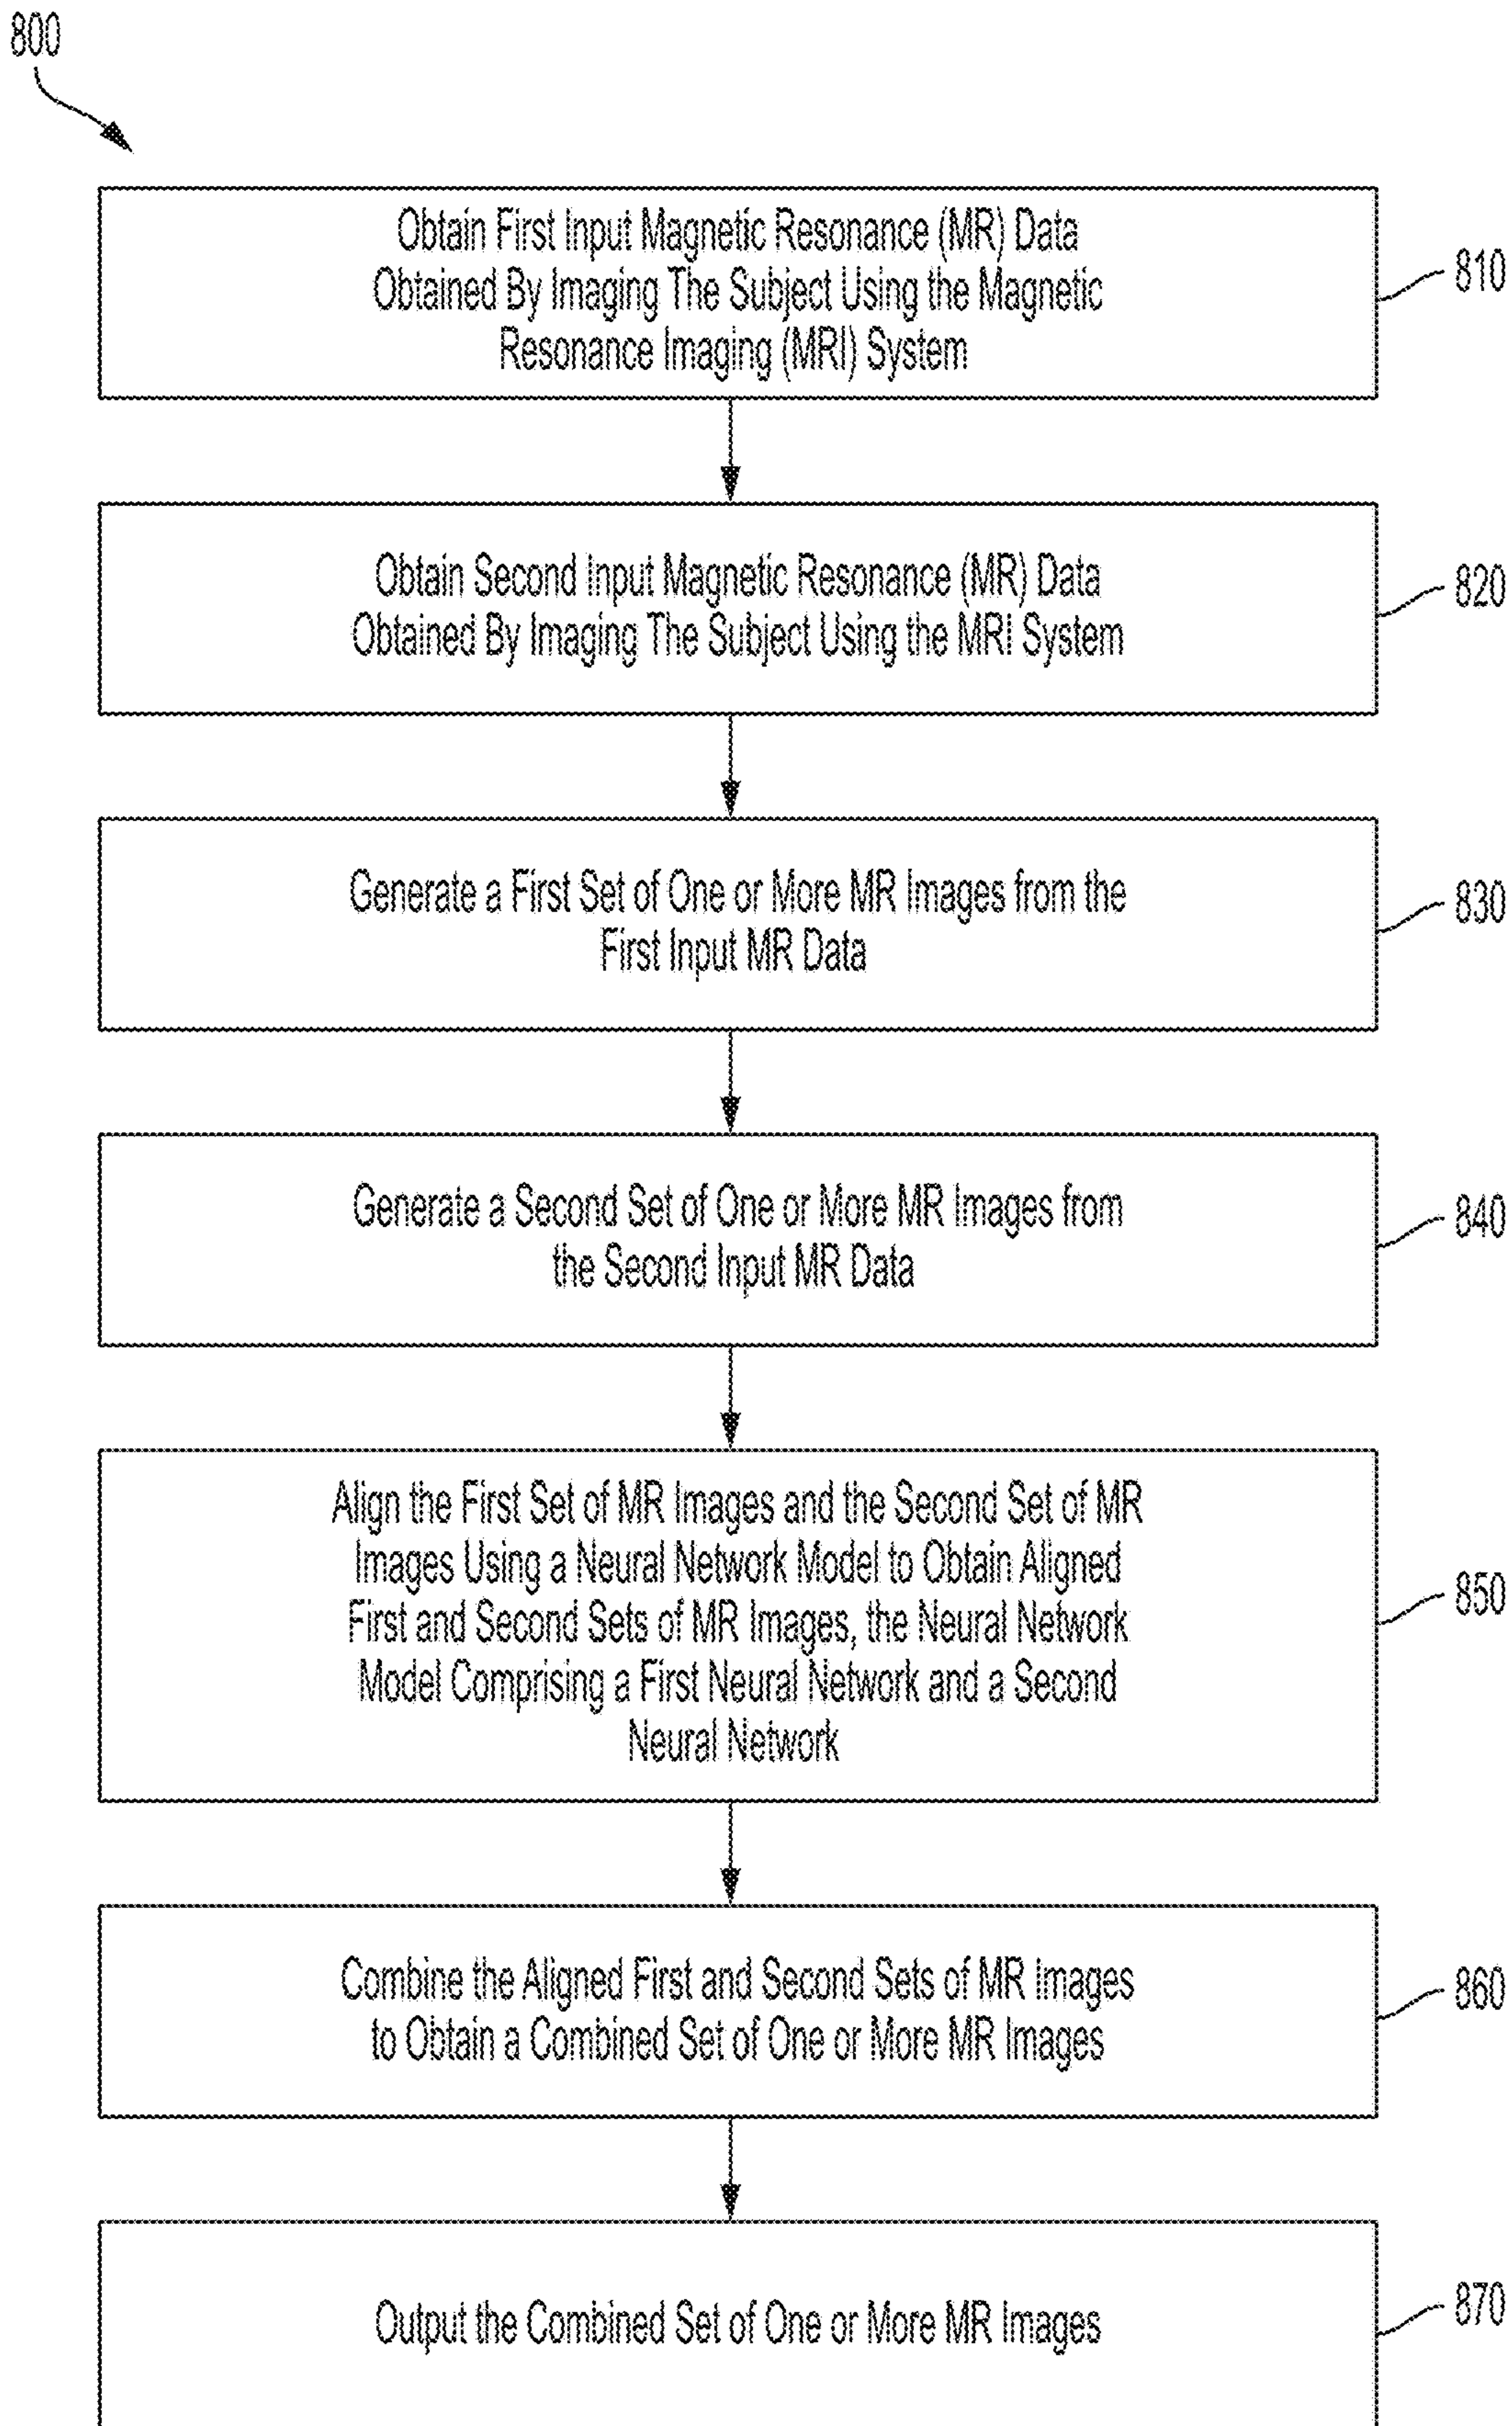 800
Obtain First Input Magnetic Resonance (MR) Data
Obtained By Imaging The Subject Using the Magnetic
Resonance Imaging (MRI) System
810
Obtain Second Input Magnetic Resonance (MR) Data
Obtained By Imaging The Subject Using the MRI System
820
Generate a First Set of One or More MR Images from the
First Input MR Data
830
Generate a Second Set of One or More MR Images from
the Second Input MR Data
840
Align the First Set of MR Images and the Second Set of MR
Images Using a Neural Network Model to Obtain Aligned
First and Second Sets of MR Images, the Neural Network
Model Comprising a First Neural Network and a Second
Neural Network
850
Combine the Aligned First and Second Sets of MR Images
to Obtain a Combined Set of One or More MR Images
860
Output the Combined Set of One or More MR Images
870